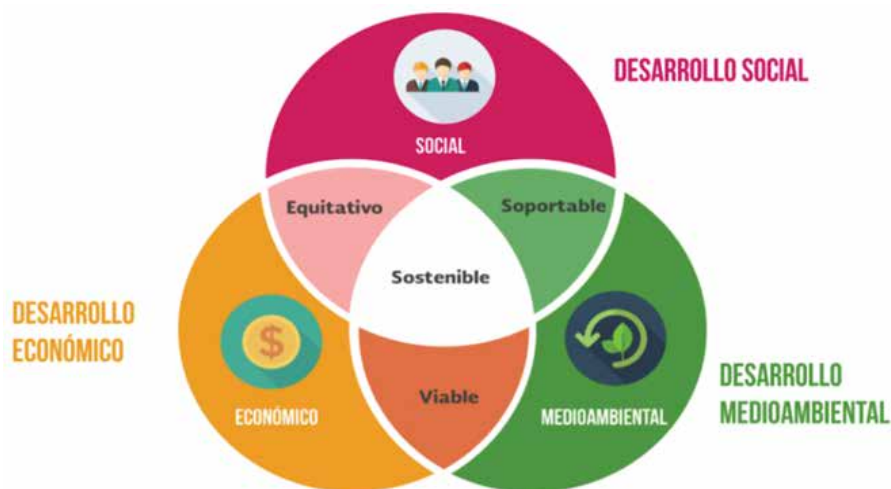 DESARROLLO SOCIAL
SOCIAL
Equitativo
Soportable
Sostenible
DESARROLLO
ECONÓMICO
$
Viable
ECONÓMICO
MEDIOAMBIENTAL
DESARROLLO
MEDIOAMBIENTAL